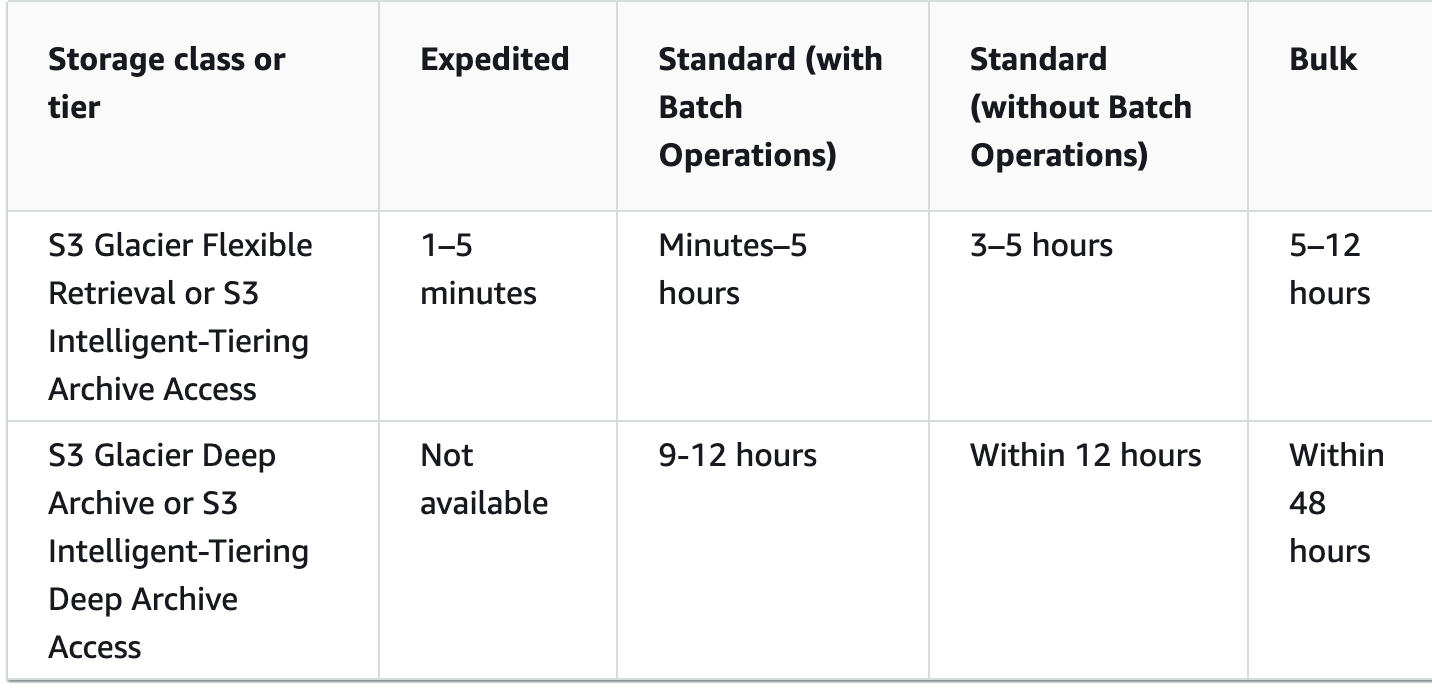 Storage class or
tier
Expedited
Standard (with
Batch
Operations)
Standard
(without Batch
Operations)
Bulk
S3 Glacier Flexible
Retrieval or S3
Intelligent-Tiering
Archive Access
1–5
minutes
Minutes–5
hours
3–5 hours
5–12
hours
S3 Glacier Deep
Archive or S3
Intelligent-Tiering
Deep Archive
Access
Not
available
9-12 hours
Within 12 hours
Within
48
hours